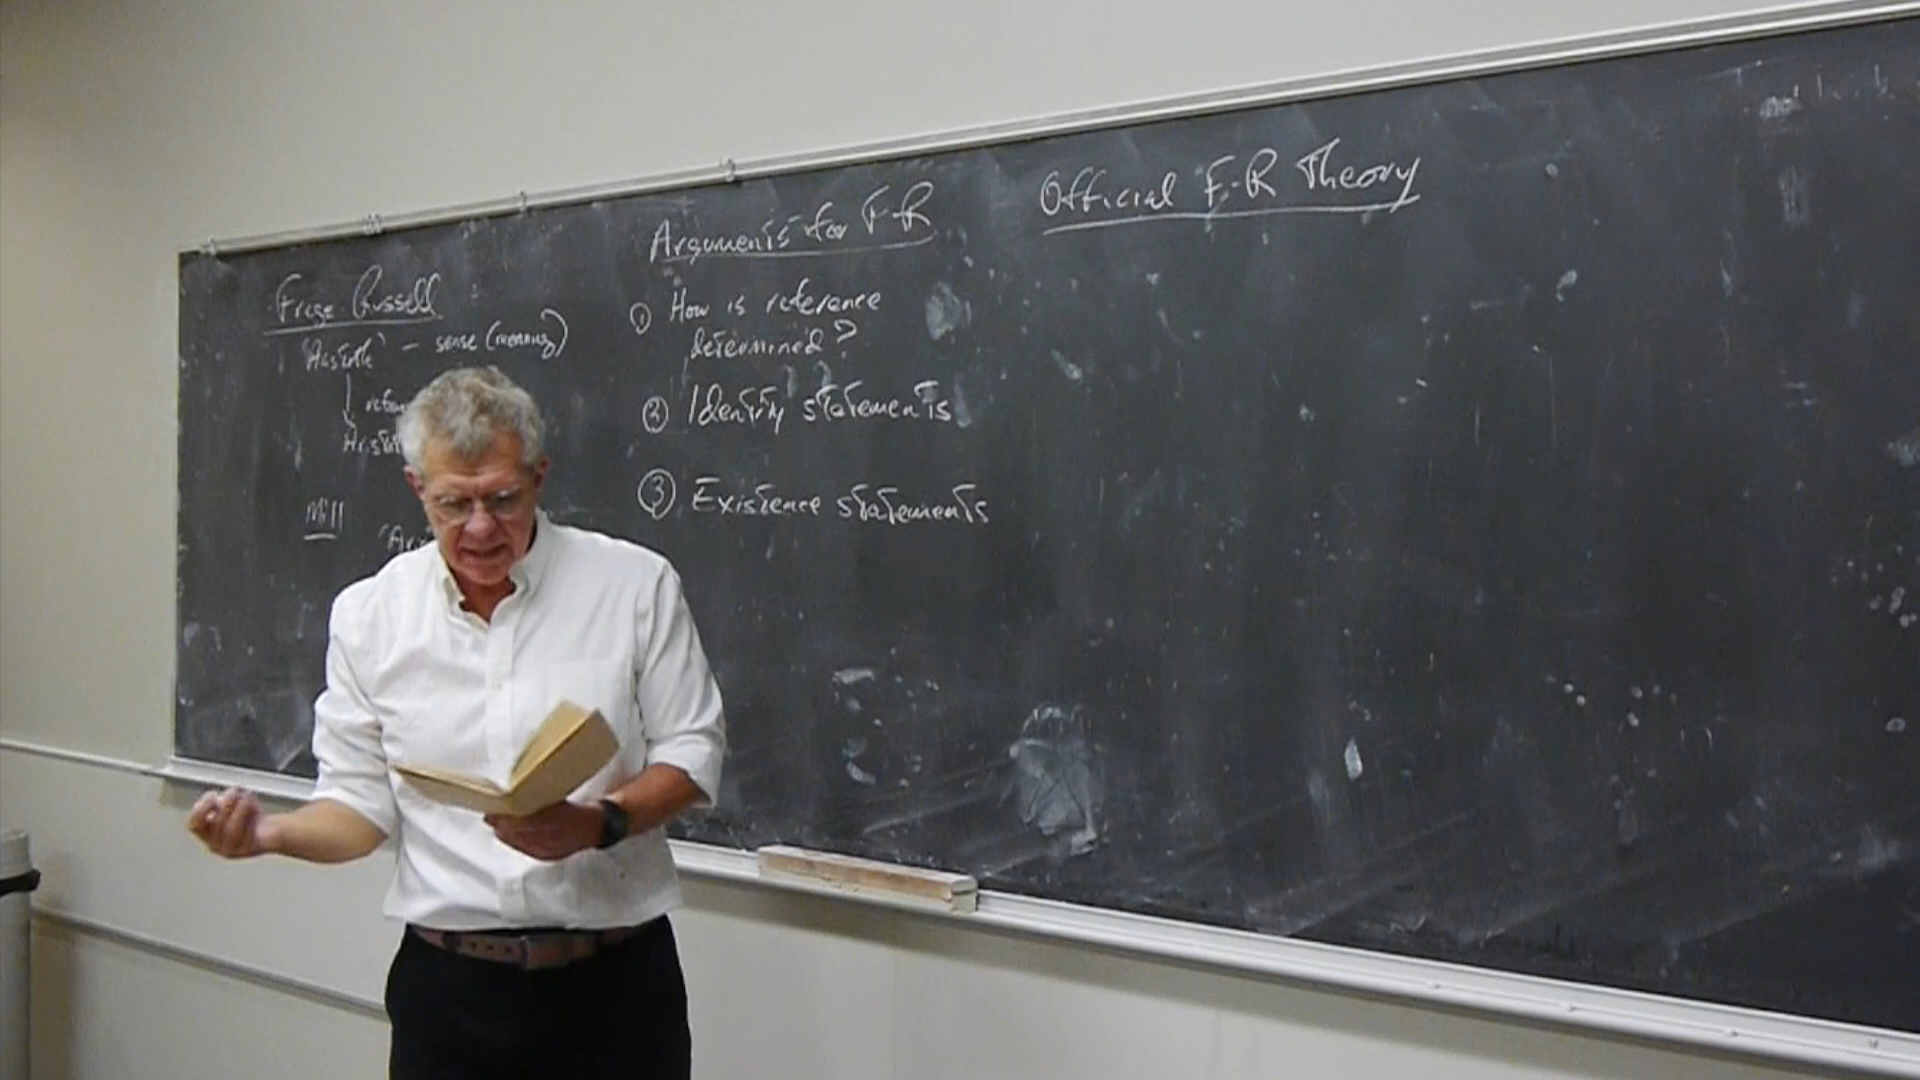 Frege-Russell
"Aristotle" – sense (meaning)
Mill
Arguments for F-R
① How is reference
determined?
② Identity statements
③ Existence statements
Official F-R Theory